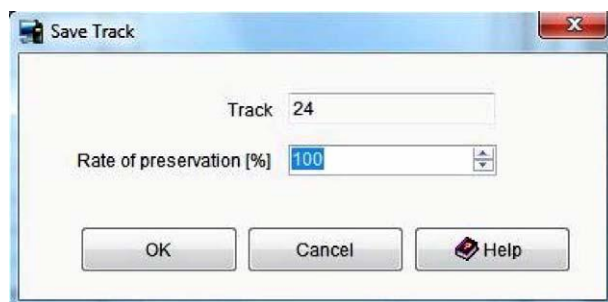 Save Track
Track 24
Rate of preservation [%] 100
OK Cancel Help